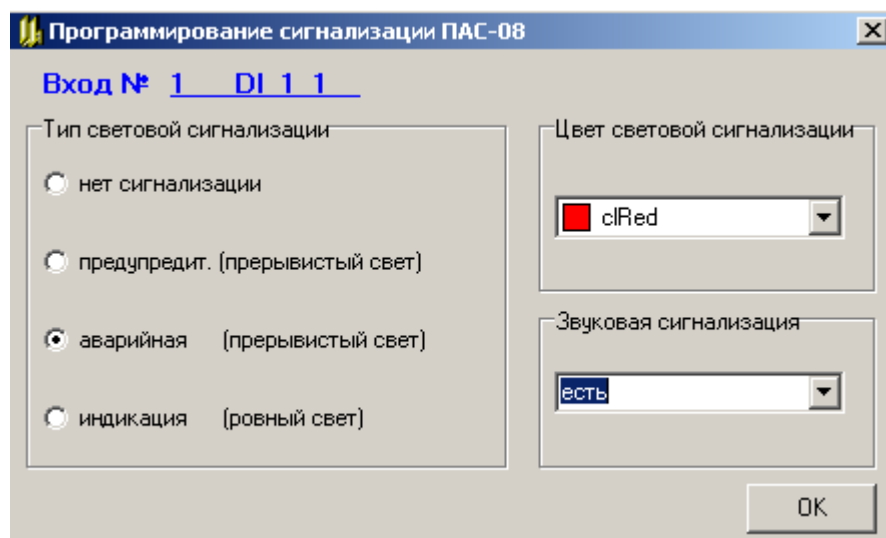 Программирование сигнализации ПАС-08
Вход № 1 DI 1 1
Тип световой сигнализации
нет сигнализации
предупредит. (прерывистый свет)
аварийная (прерывистый свет)
индикация (ровный свет)
Цвет световой сигнализации
clRed
Звуковая сигнализация
есть
OK